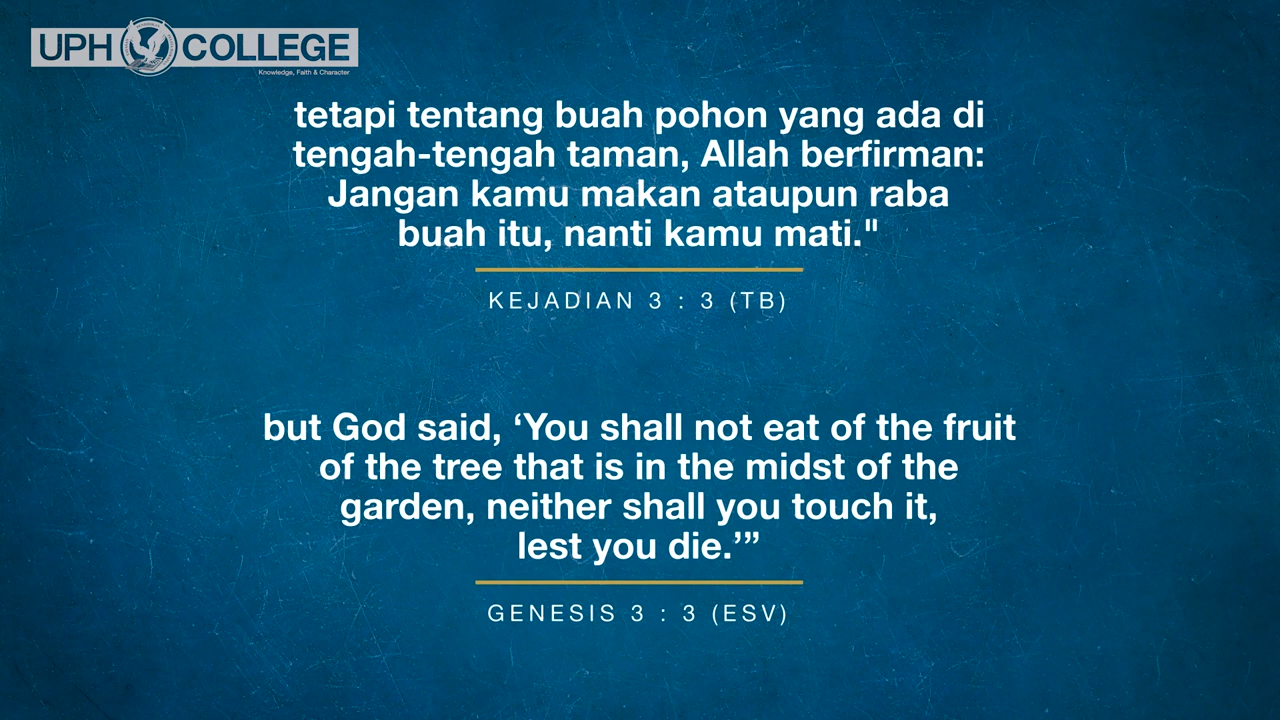 UPH COLLEGE
Knowledge, Faith & Character
tetapi tentang buah pohon yang ada di
tengah-tengah taman, Allah berfirman:
Jangan kamu makan ataupun raba
buah itu, nanti kamu mati."
KEJADIAN 3 : 3 (TB)
but God said, ‘You shall not eat of the fruit
of the tree that is in the midst of the
garden, neither shall you touch it,
lest you die.’”
GENESIS 3 : 3 (ESV)